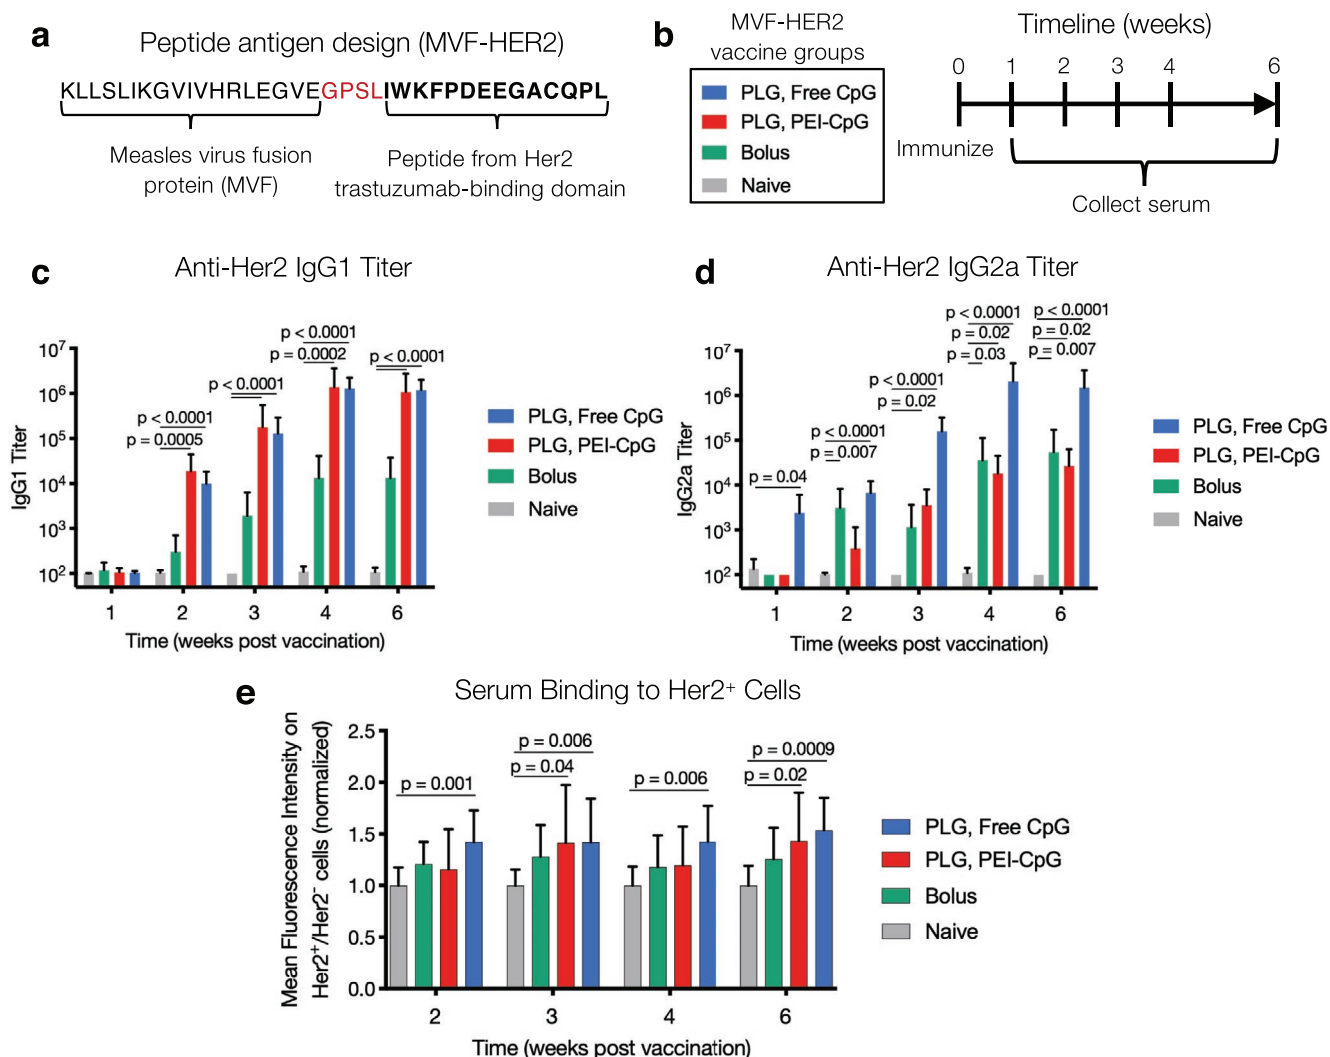 a
Peptide antigen design (MVF-HER2)
KLLSLIKGVIVHRLEGVEGPSLIWKFPDEEGACQPL
Measles virus fusion
protein (MVF)
Peptide from Her2
trastuzumab-binding domain
b
MVF-HER2
vaccine groups
PLG, Free CpG
PLG, PEI-CpG
Bolus
Naive
Timeline (weeks)
0 1 2 3 4 6
Immunize
Collect serum
c
Anti-Her2 IgG1 Titer
p < 0.0001
p = 0.0005
p < 0.0001
p < 0.0001
p = 0.0002
p < 0.0001
10⁷
10⁶
10⁵
10⁴
10³
10²
IgG1 Titer
1 2 3 4 6
Time (weeks post vaccination)
PLG, Free CpG
PLG, PEI-CpG
Bolus
Naive
d
Anti-Her2 IgG2a Titer
p = 0.04
p < 0.0001
p = 0.007
p < 0.0001
p = 0.02
p < 0.0001
p = 0.02
p = 0.03
p < 0.0001
p = 0.02
p = 0.007
10⁷
10⁶
10⁵
10⁴
10³
10²
IgG2a Titer
1 2 3 4 6
Time (weeks post vaccination)
PLG, Free CpG
PLG, PEI-CpG
Bolus
Naive
e
Serum Binding to Her2⁺ Cells
Mean Fluorescence Intensity on
Her2⁺/Her2⁻ cells (normalized)
2.5
2.0
1.5
1.0
0.5
0.0
p = 0.001
p = 0.006
p = 0.04
p = 0.006
p = 0.0009
p = 0.02
2 3 4 6
Time (weeks post vaccination)
PLG, Free CpG
PLG, PEI-CpG
Bolus
Naive